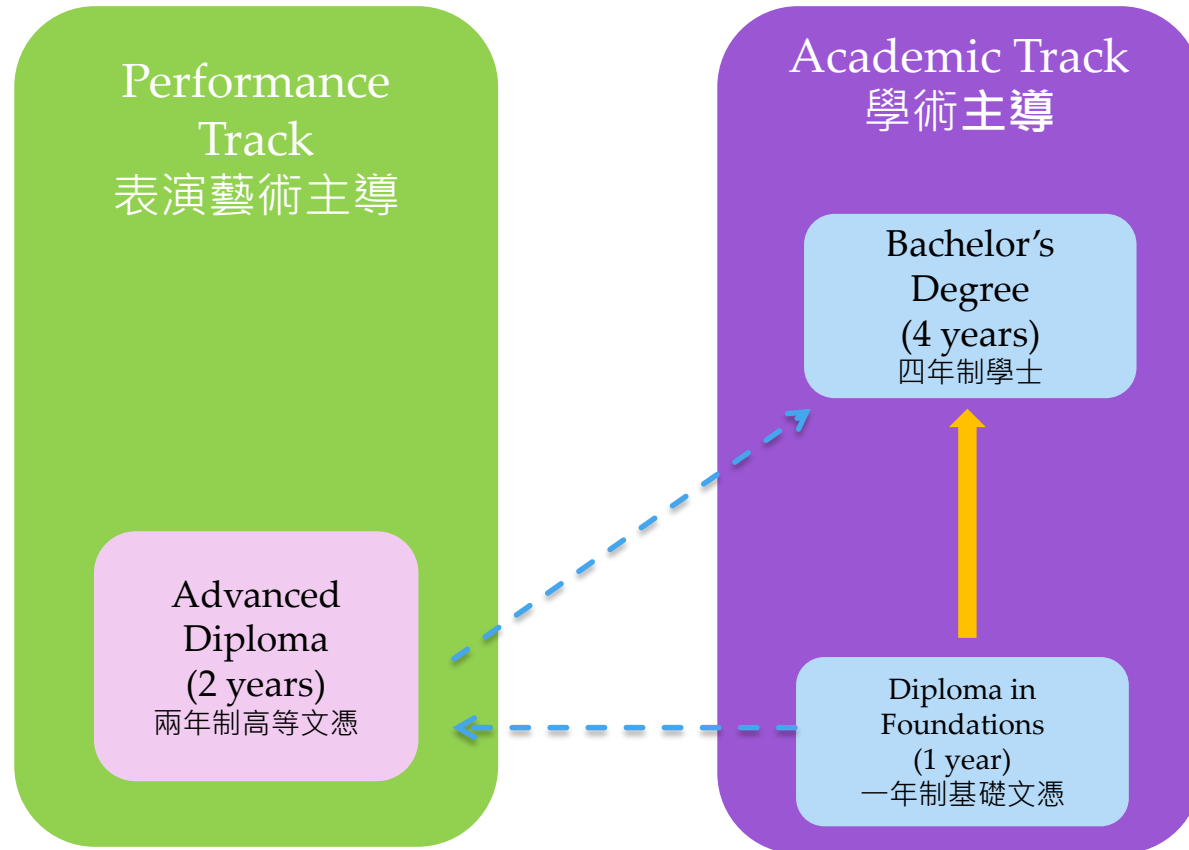 Performance
Track
表演藝術主導
Advanced
Diploma
(2 years)
兩年制高等文憑
Academic Track
學術主導
Bachelor’s
Degree
(4 years)
四年制學士
Diploma in
Foundations
(1 year)
一年制基礎文憑